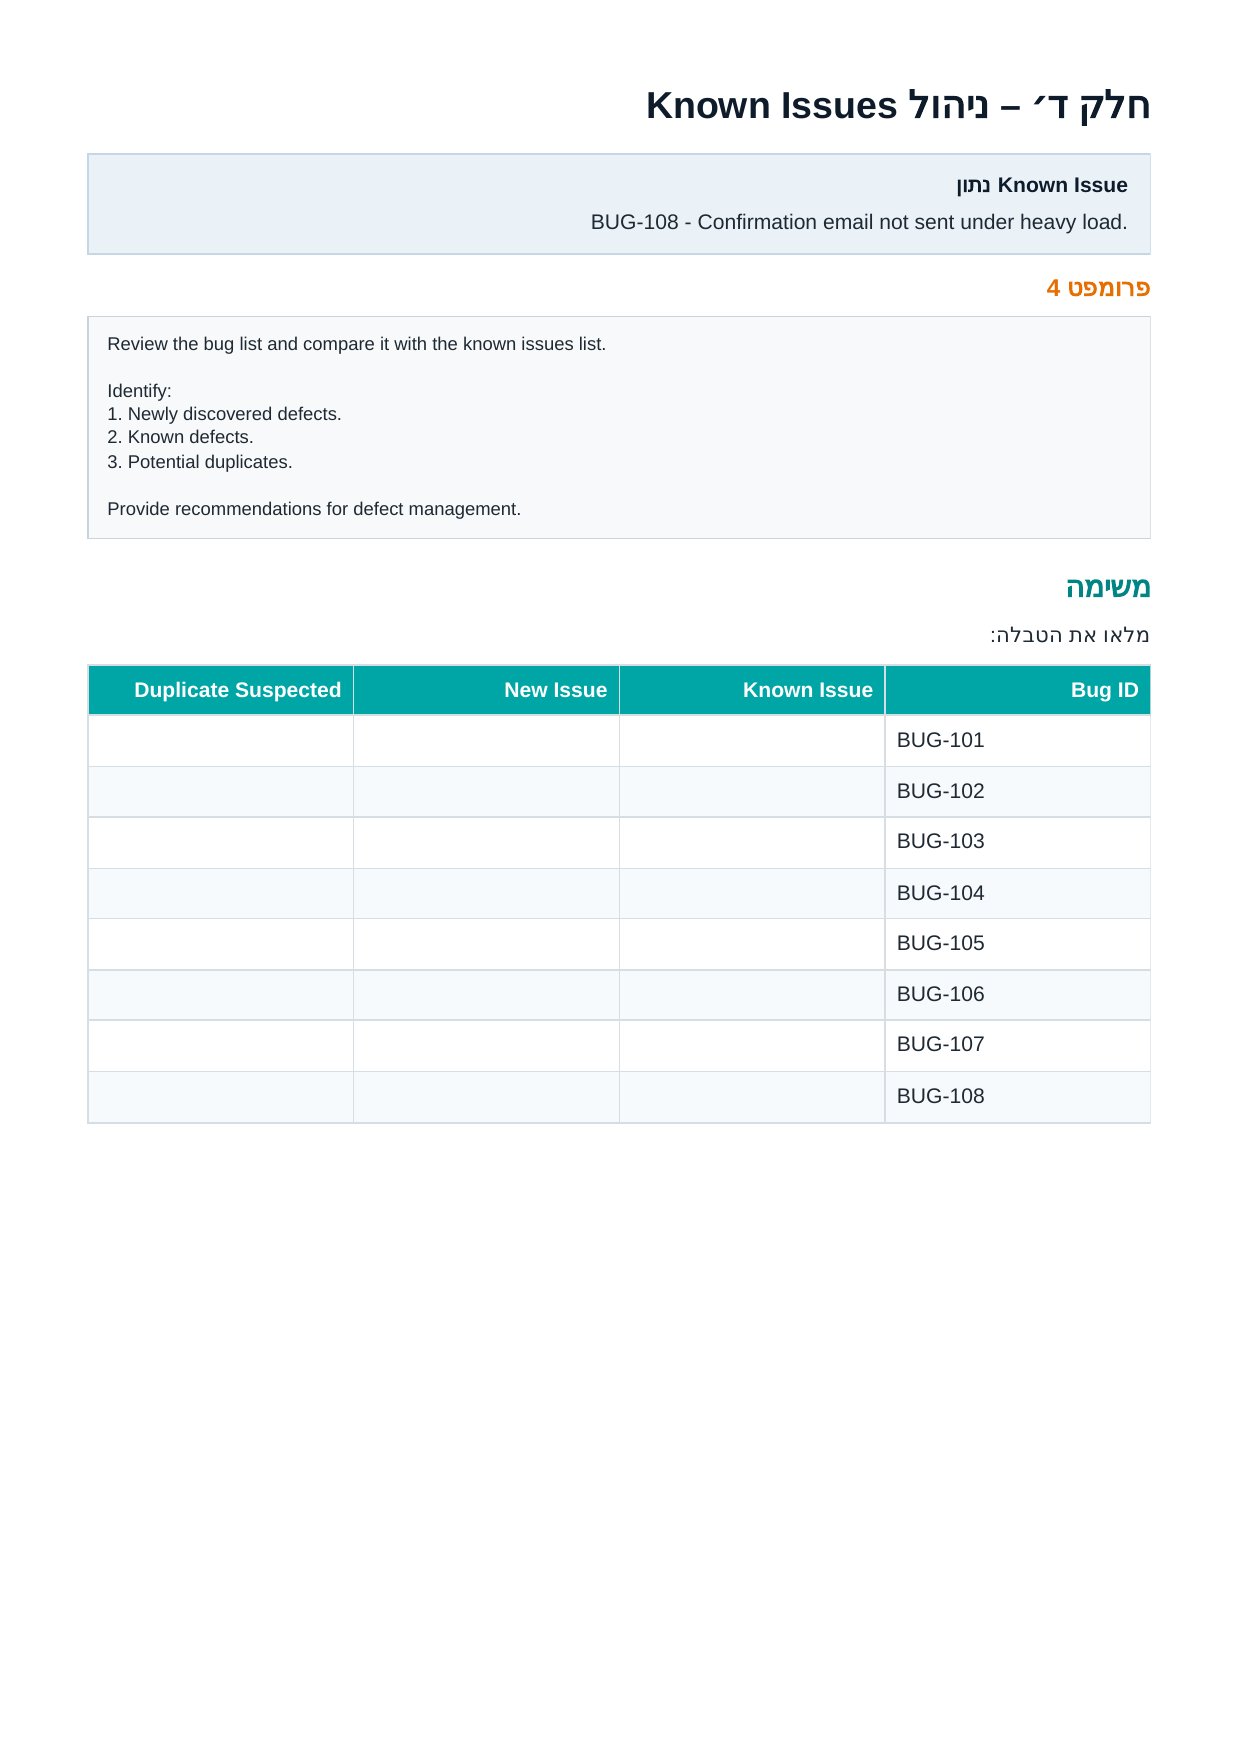 חלק ד׳ – ניהול Known Issues
Known Issue נתון
BUG-108 - Confirmation email not sent under heavy load.
פרומפט 4
Review the bug list and compare it with the known issues list.
Identify:
1. Newly discovered defects.
2. Known defects.
3. Potential duplicates.
Provide recommendations for defect management.
משימה
מלאו את הטבלה:
Bug ID Known Issue New Issue Duplicate Suspected
BUG-101
BUG-102
BUG-103
BUG-104
BUG-105
BUG-106
BUG-107
BUG-108